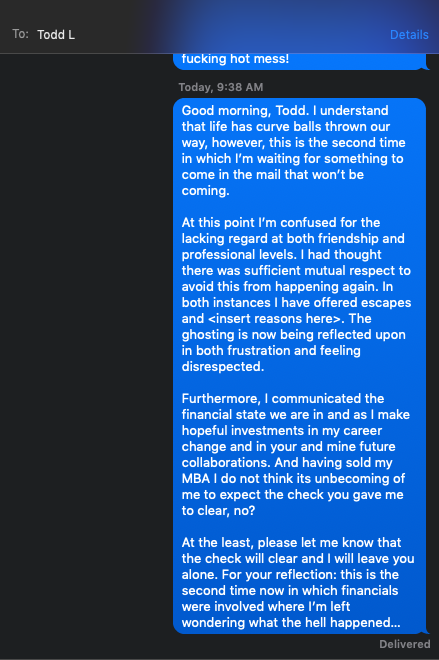 To: Todd L
Details
fucking hot mess!
Today, 9:38 AM
Good morning, Todd. I understand
that life has curve balls thrown our
way, however, this is the second time
in which I’m waiting for something to
come in the mail that won’t be
coming.
At this point I’m confused for the
lacking regard at both friendship and
professional levels. I had thought
there was sufficient mutual respect to
avoid this from happening again. In
both instances I have offered escapes
and <insert reasons here>. The
ghosting is now being reflected upon
in both frustration and feeling
disrespected.
Furthermore, I communicated the
financial state we are in and as I make
hopeful investments in my career
change and in your and mine future
collaborations. And having sold my
MBA I do not think its unbecoming of
me to expect the check you gave me
to clear, no?
At the least, please let me know that
the check will clear and I will leave you
alone. For your reflection: this is the
second time now in which financials
were involved where I’m left
wondering what the hell happened...
Delivered